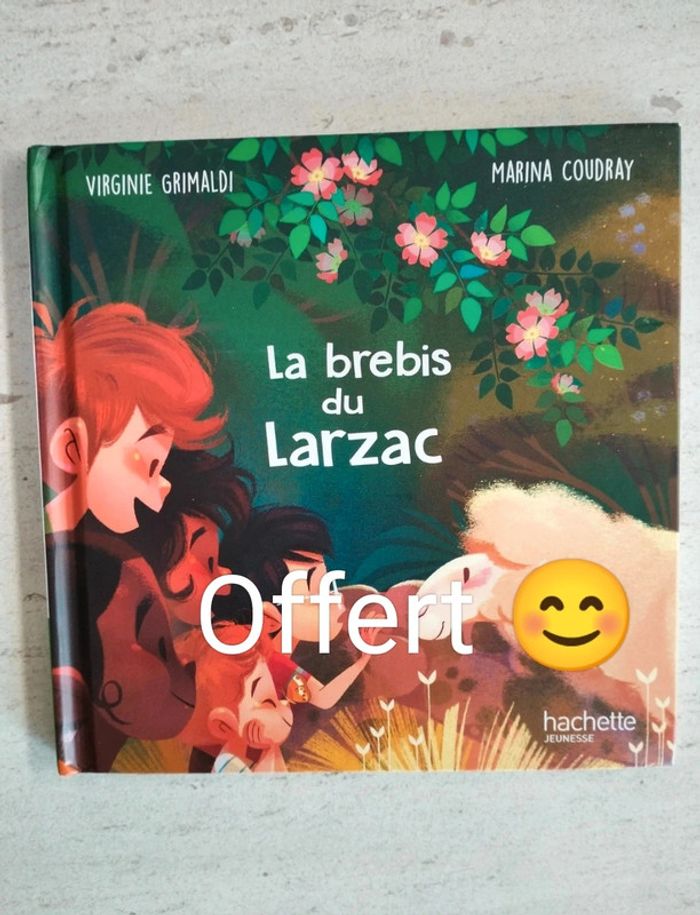 VIRGINIE GRIMALDI
MARINA COUDRAY
La brebis
du
Larzac
Offert 😊
hachette
JEUNESSE